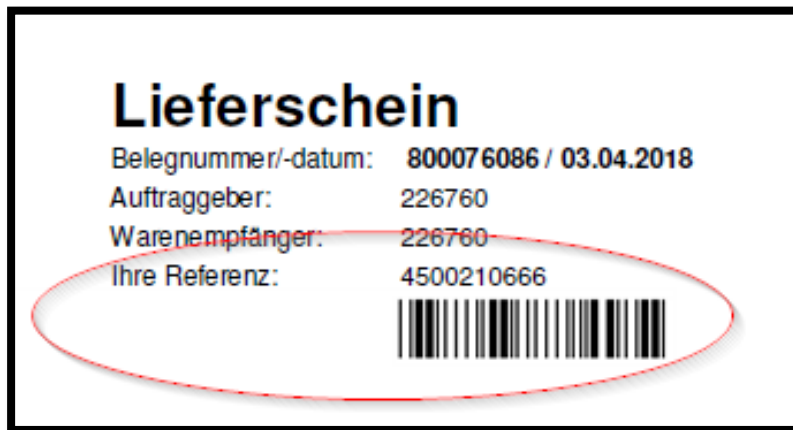 Lieferschein
Belegnummer/-datum: 800076086 / 03.04.2018
Auftraggeber: 226760
Warenempfänger: 226760
Ihre Referenz: 4500210666